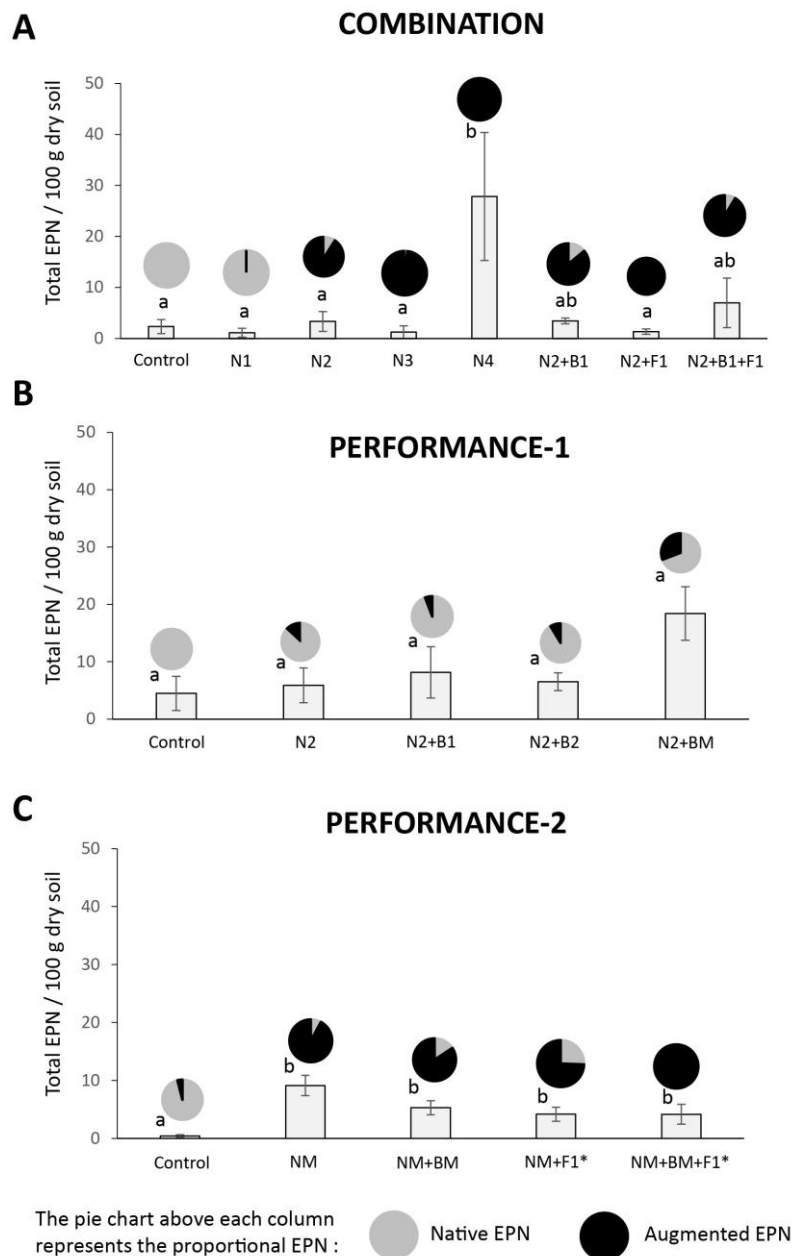 A
COMBINATION
Total EPN / 100 g dry soil
50
40
30
20
10
0
a
a
a
a
b
ab
a
ab
Control
N1
N2
N3
N4
N2+B1
N2+F1
N2+B1+F1
B
PERFORMANCE-1
Total EPN / 100 g dry soil
50
40
30
20
10
0
a
a
a
a
a
Control
N2
N2+B1
N2+B2
N2+BM
C
PERFORMANCE-2
Total EPN / 100 g dry soil
50
40
30
20
10
0
a
b
b
b
b
Control
NM
NM+BM
NM+F1*
NM+BM+F1*
The pie chart above each column
represents the proportional EPN :
Native EPN
Augmented EPN